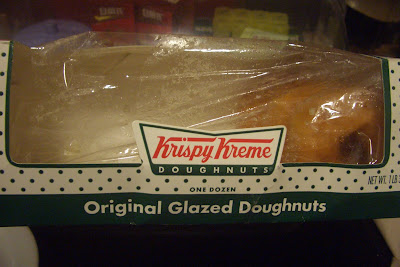 Krispy Kreme
DOUGHNUTS
ONE DOZEN
Original Glazed Doughnuts
NET WT. 1 LB